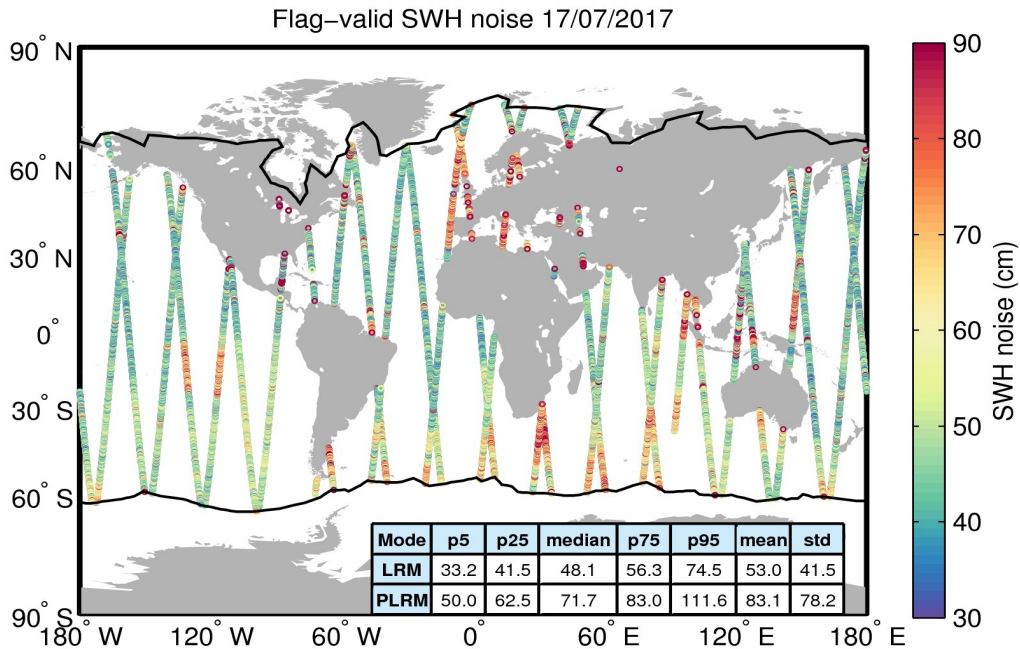 Flag−valid SWH noise 17/07/2017
90° N
60° N
30° N
0°
30° S
60° S
90° S
180° W 120° W 60° W 0° 60° E 120° E 180° E
90
80
70
60
50
40
30
SWH noise (cm)
Mode p5 p25 median p75 p95 mean std
LRM 33.2 41.5 48.1 56.3 74.5 53.0 41.5
PLRM 50.0 62.5 71.7 83.0 111.6 83.1 78.2